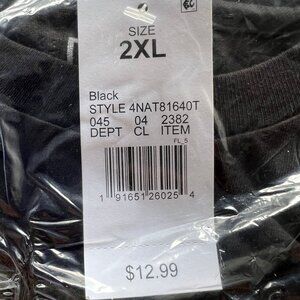 SIZE
2XL
Black
STYLE 4NAT81640T
045 04 2382
DEPT CL ITEM
FL_5
1 91651 26025 4
$12.99